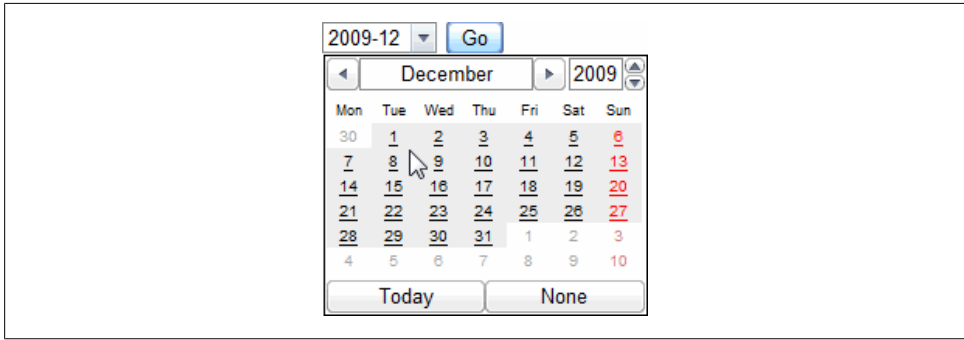 2009-12 Go
December 2009
Mon Tue Wed Thu Fri Sat Sun
30 1 2 3 4 5 6
7 8 9 10 11 12 13
14 15 16 17 18 19 20
21 22 23 24 25 26 27
28 29 30 31 1 2 3
4 5 6 7 8 9 10
Today None